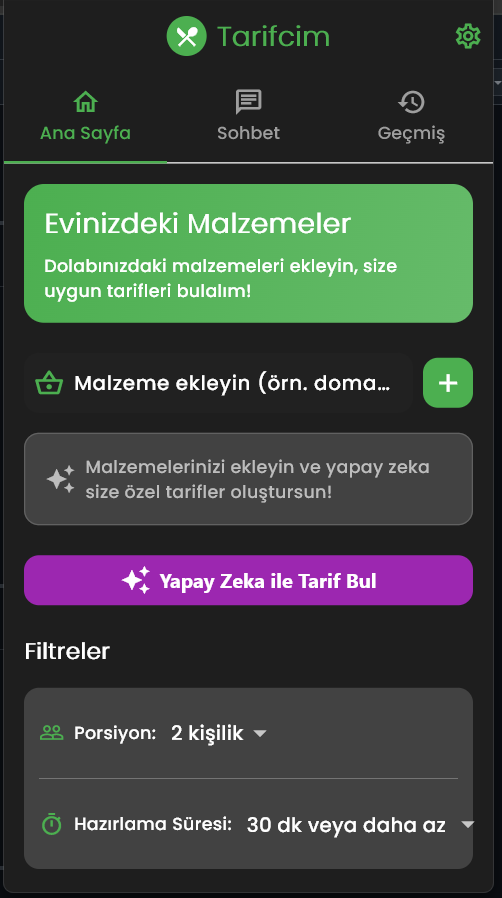 Tarifcim
Ana Sayfa
Sohbet
Geçmiş
Evinizdeki Malzemeler
Dolabınızdaki malzemeleri ekleyin, size
uygun tarifleri bulalım!
Malzeme ekleyin (örn. doma...
Malzemelerinizi ekleyin ve yapay zeka
size özel tarifler oluştursun!
Yapay Zeka ile Tarif Bul
Filtreler
Porsiyon: 2 kişilik
Hazırlama Süresi: 30 dk veya daha az